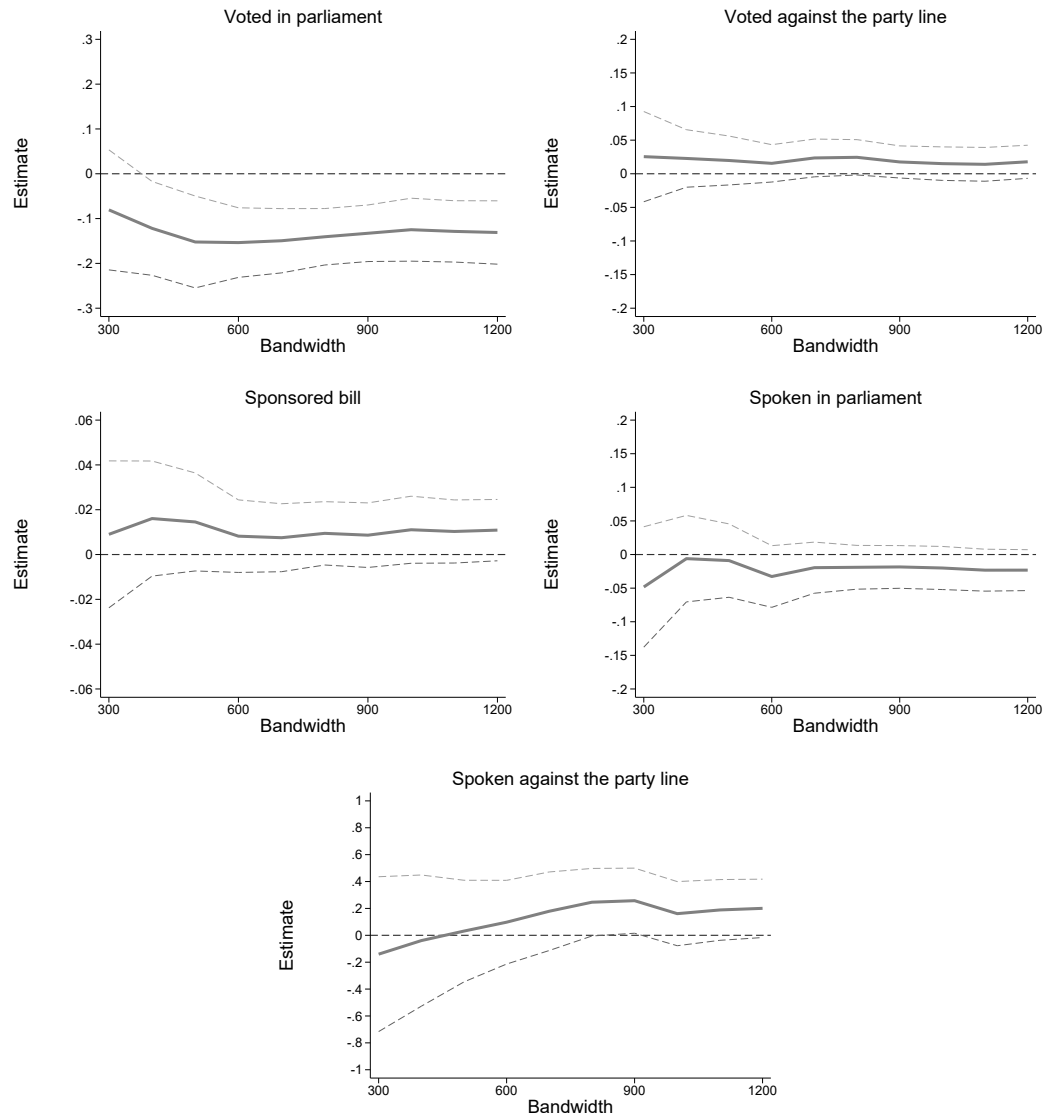 Voted in parliament
Estimate
.3
.2
.1
0
-.1
-.2
-.3
300 600 900 1200
Bandwidth
Voted against the party line
Estimate
.2
.15
.1
.05
0
-.05
-.1
-.15
-.2
300 600 900 1200
Bandwidth
Sponsored bill
Estimate
.06
.04
.02
0
-.02
-.04
-.06
300 600 900 1200
Bandwidth
Spoken in parliament
Estimate
.2
.15
.1
.05
0
-.05
-.1
-.15
-.2
300 600 900 1200
Bandwidth
Spoken against the party line
Estimate
1
.8
.6
.4
.2
0
-.2
-.4
-.6
-.8
-1
300 600 900 1200
Bandwidth